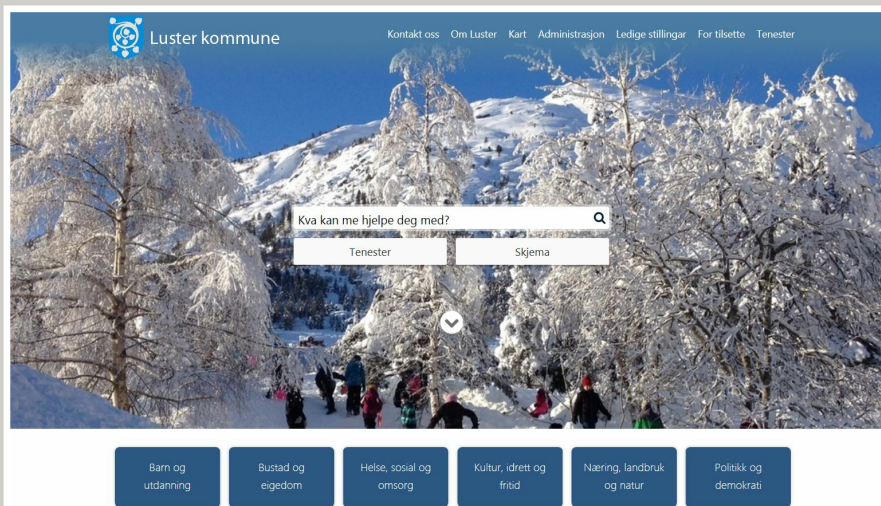 Luster kommune
Kontakt oss Om Luster Kart Administrasjon Ledige stillingar For tilsette Tenester
Kva kan me hjelpe deg med?
Tenester Skjema
Barn og
utdanning
Bustad og
eigedom
Helse, sosial og
omsorg
Kultur, idrett og
fritid
Næring, landbruk
og natur
Politikk og
demokrati